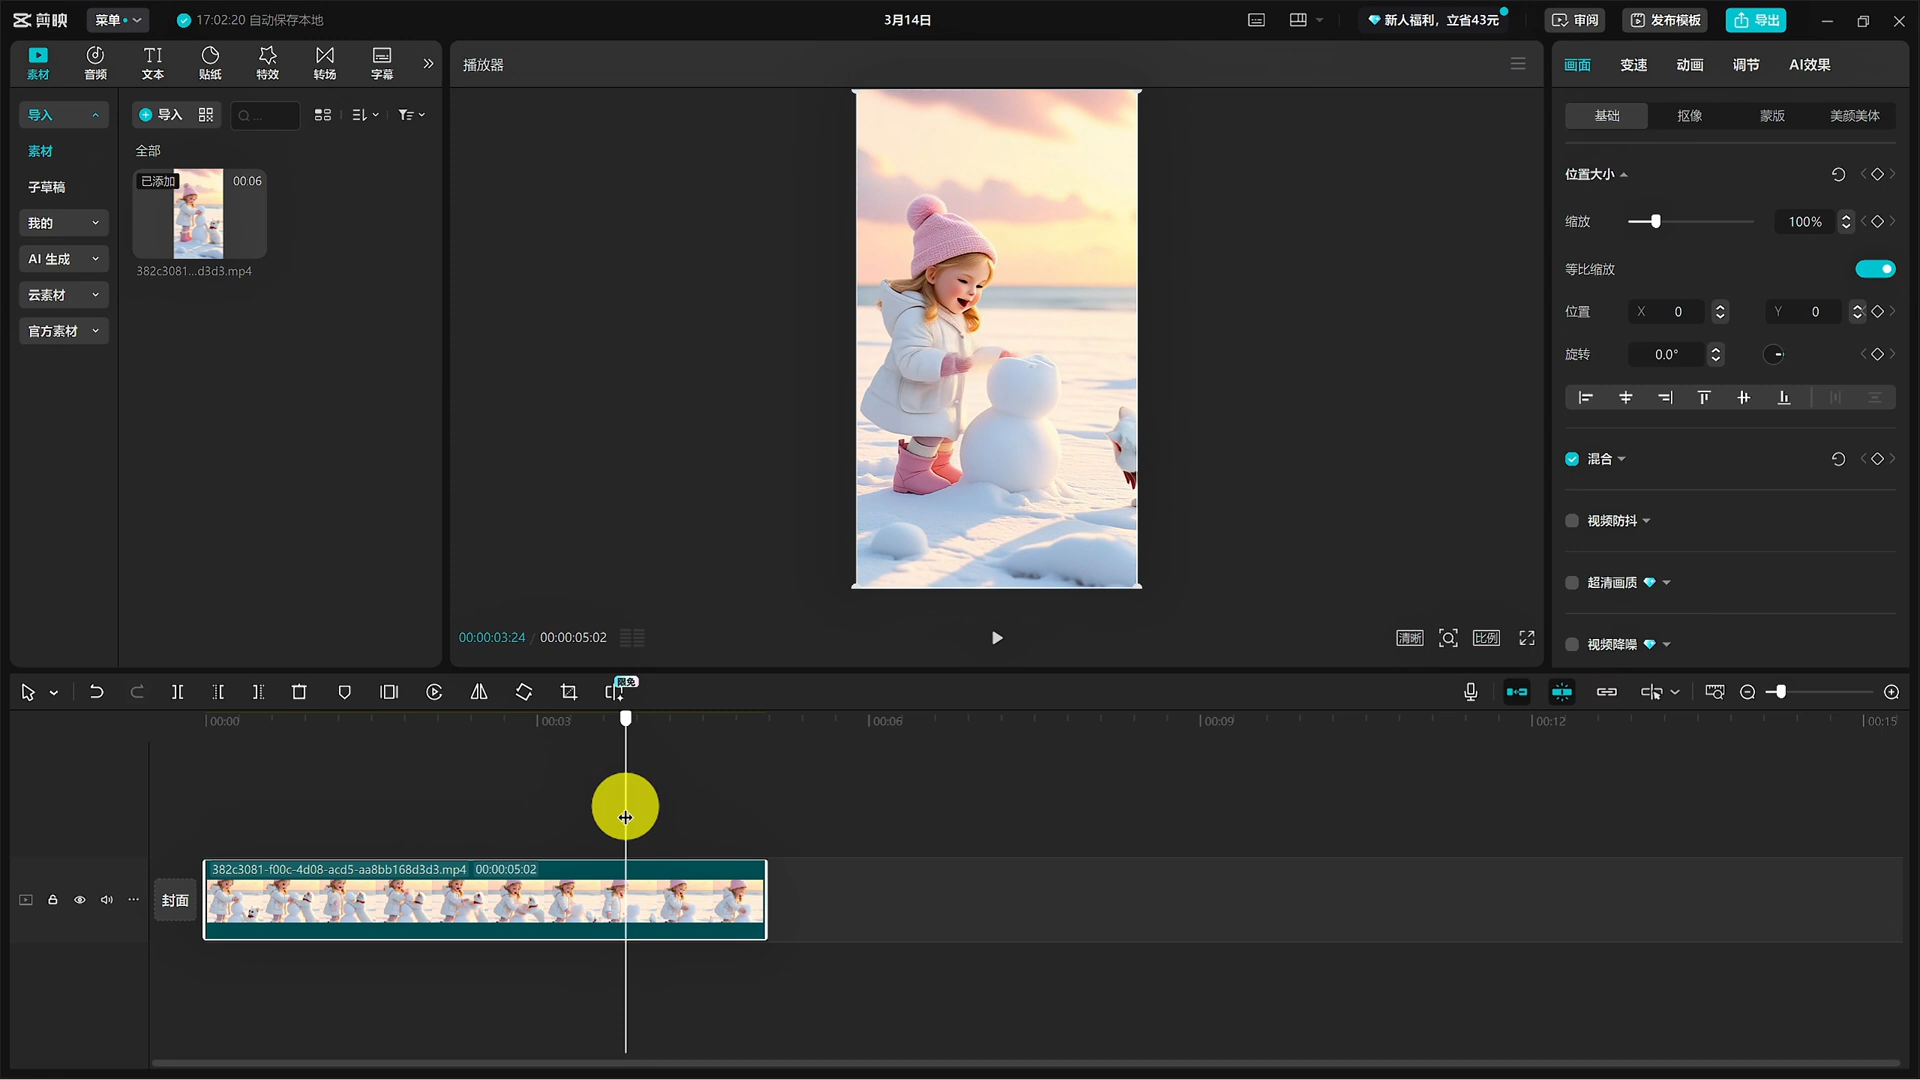 剪映
菜单
17:02:20 自动保存本地
3月14日
新人福利，立省43元
审阅
发布模板
导出
素材
音频
TI
文本
贴纸
特效
转场
字幕
播放器
画面
变速
动画
调节
AI效果
导入
素材
子草稿
我的
AI 生成
云素材
官方素材
导入
...
全部
已添加
00:06
382c3081...d3d3.mp4
基础
抠像
蒙版
美颜美体
位置大小
缩放
100%
等比缩放
位置
X 0
Y 0
旋转
0.0°
混合
视频防抖
超清画质
视频降噪
00:00:03:24 / 00:00:05:02
清晰
比例
限免
00:00
00:03
00:06
00:09
00:12
00:15
封面
382c3081-f00c-4d08-acd5-aa8bb168d3d3.mp4 00:00:05:02